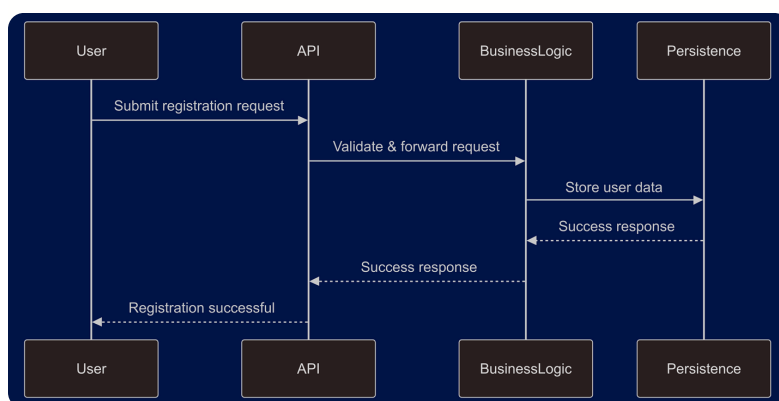 User
API
BusinessLogic
Persistence
Submit registration request
Validate & forward request
Store user data
Success response
Success response
Registration successful
User
API
BusinessLogic
Persistence